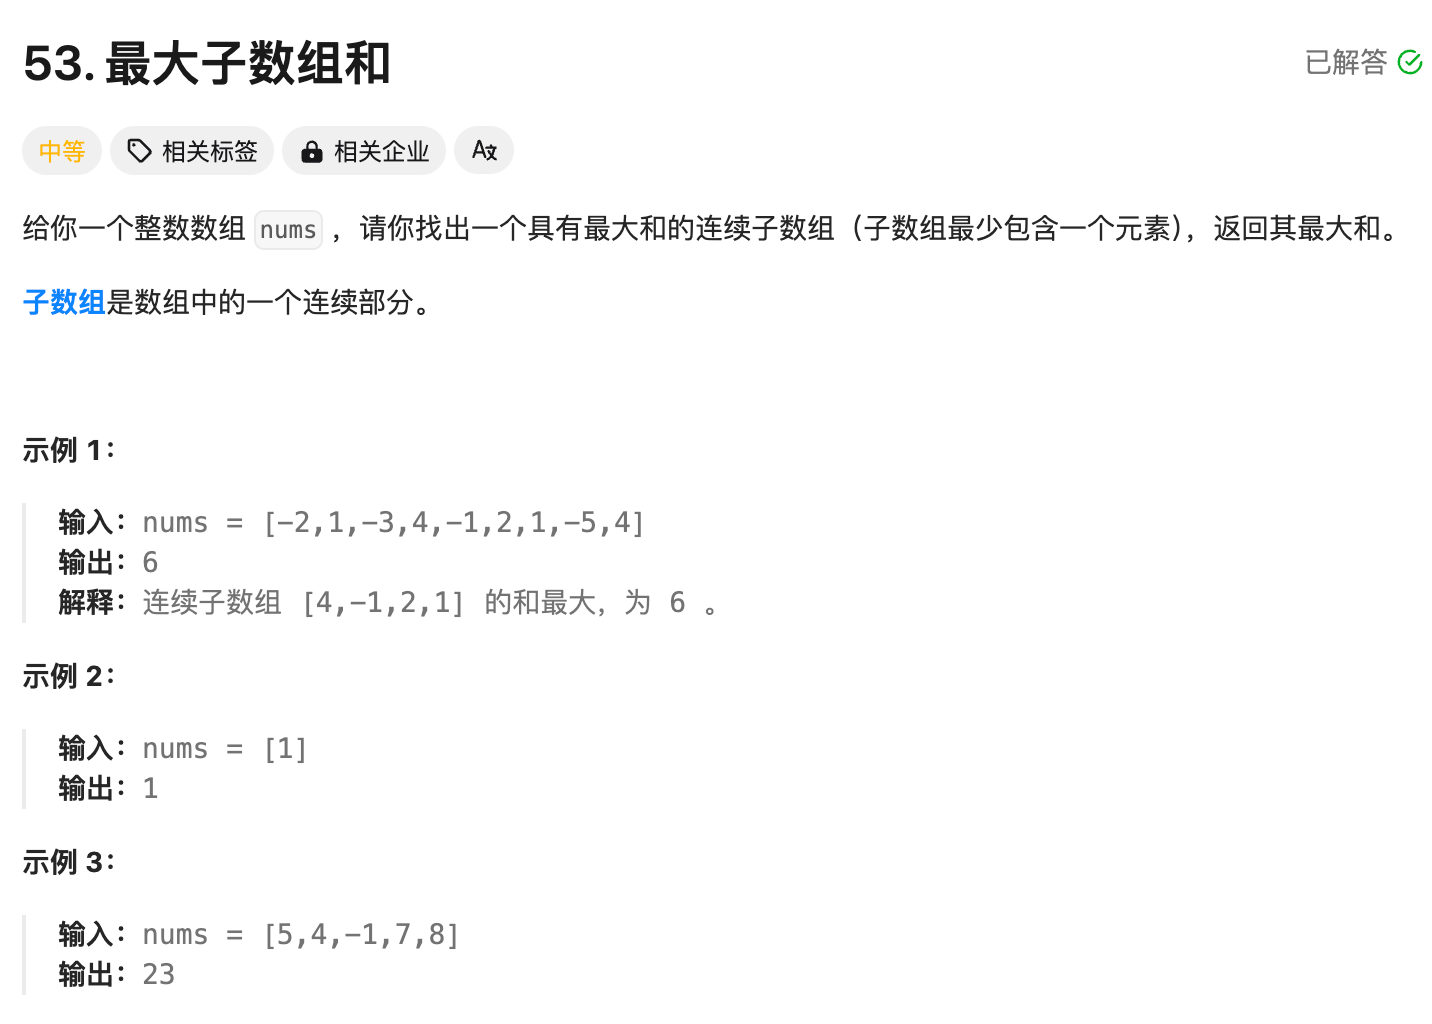 53. 最大子数组和
已解答
中等 相关标签 相关企业
给你一个整数数组 nums ，请你找出一个具有最大和的连续子数组（子数组最少包含一个元素），返回其最大和。
子数组是数组中的一个连续部分。
示例 1：
输入：nums = [-2,1,-3,4,-1,2,1,-5,4]
输出：6
解释：连续子数组 [4,-1,2,1] 的和最大，为 6 。
示例 2：
输入：nums = [1]
输出：1
示例 3：
输入：nums = [5,4,-1,7,8]
输出：23